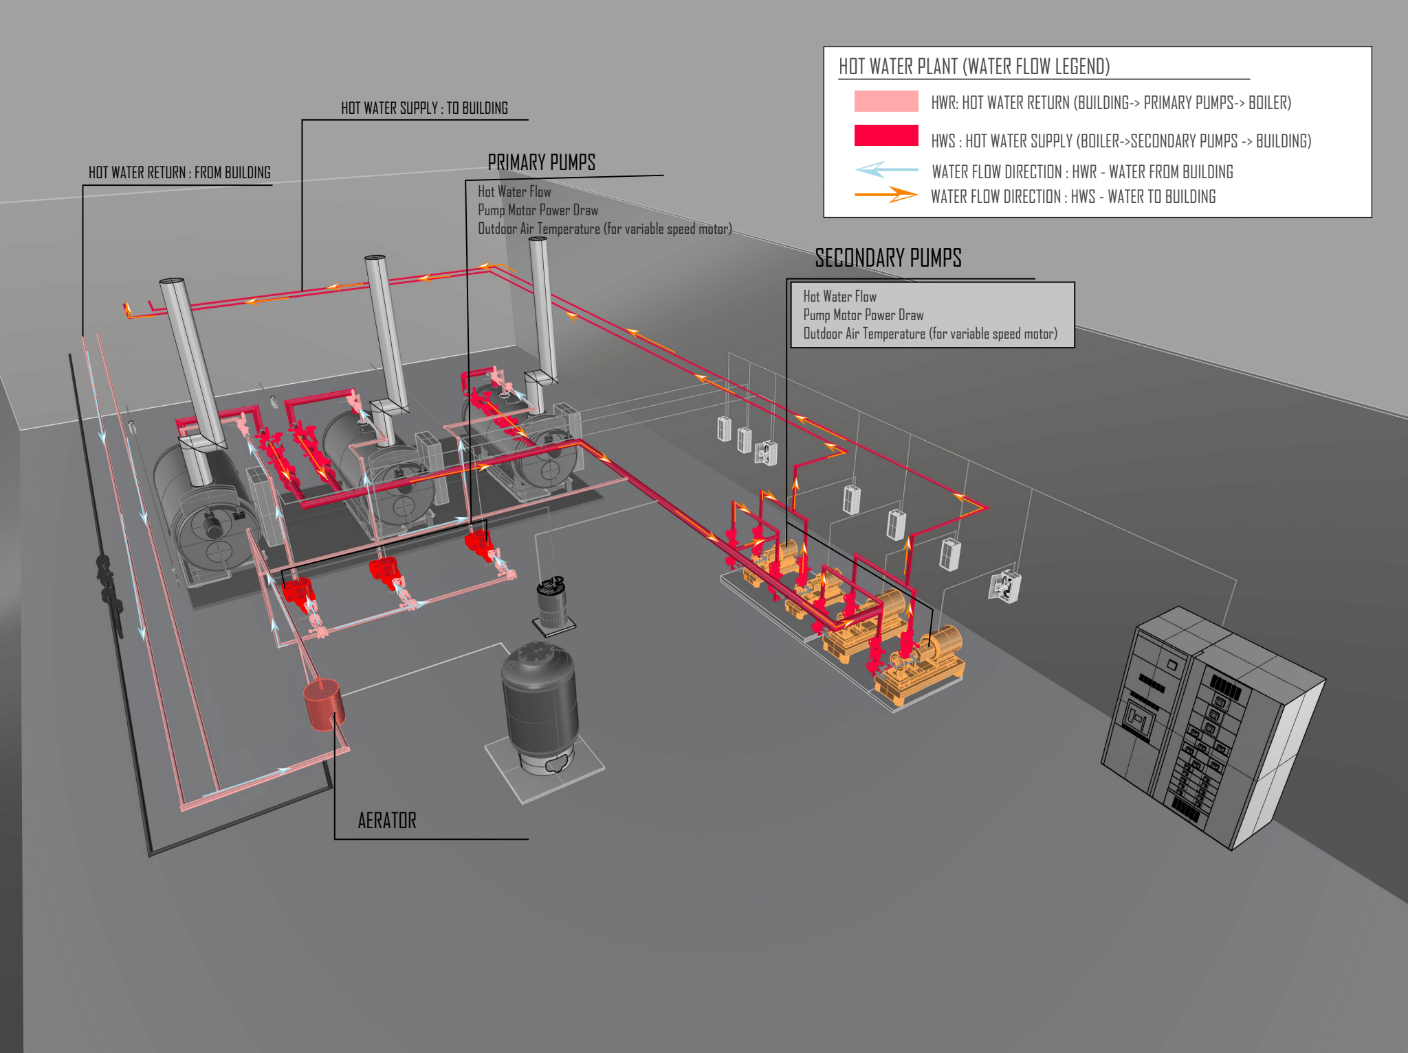 HOT WATER PLANT (WATER FLOW LEGEND)
HWR: HOT WATER RETURN (BUILDING-> PRIMARY PUMPS-> BOILER)
HWS : HOT WATER SUPPLY (BOILER->SECONDARY PUMPS -> BUILDING)
WATER FLOW DIRECTION : HWR - WATER FROM BUILDING
WATER FLOW DIRECTION : HWS - WATER TO BUILDING
HOT WATER SUPPLY : TO BUILDING
HOT WATER RETURN : FROM BUILDING
PRIMARY PUMPS
Hot Water Flow
Pump Motor Power Draw
Outdoor Air Temperature (for variable speed motor)
SECONDARY PUMPS
Hot Water Flow
Pump Motor Power Draw
Outdoor Air Temperature (for variable speed motor)
AERATOR